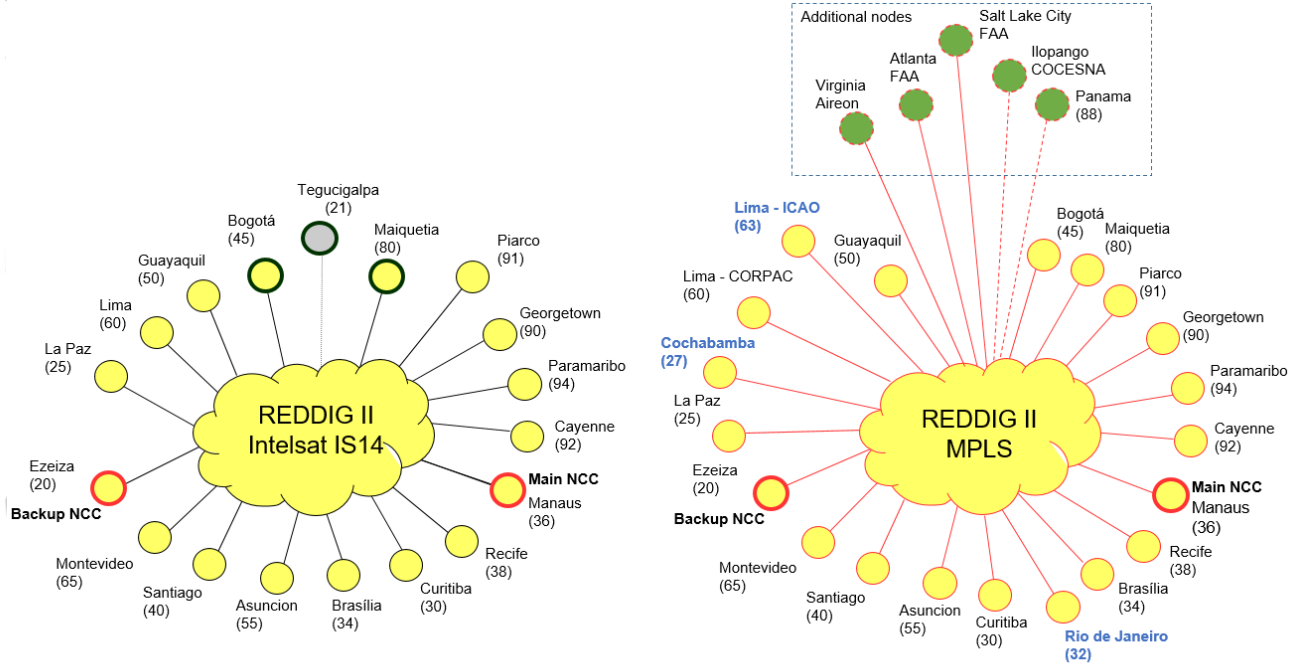 Tegucigalpa
(21)
Bogotá
(45)
Maiquetia
(80)
Piarco
(91)
Guayaquil
(50)
Lima
(60)
Georgetown
(90)
La Paz
(25)
Paramaribo
(94)
REDDIG II
Intelsat IS14
Cayenne
(92)
Ezeiza
(20)
Backup NCC
Main NCC
Manaus
(36)
Montevideo
(65)
Santiago
(40)
Asuncion
(55)
Brasília
(34)
Curitiba
(30)
Recife
(38)
Additional nodes
Salt Lake City
FAA
Atlanta
FAA
Ilopango
COCESNA
Virginia
Aireon
Panama
(88)
Lima - ICAO
(63)
Guayaquil
(50)
Bogotá
(45)
Maiquetia
(80)
Lima - CORPAC
(60)
Piarco
(91)
Georgetown
(90)
Cochabamba
(27)
Paramaribo
(94)
La Paz
(25)
REDDIG II
MPLS
Cayenne
(92)
Ezeiza
(20)
Backup NCC
Main NCC
Manaus
(36)
Montevideo
(65)
Santiago
(40)
Asuncion
(55)
Curitiba
(30)
Rio de Janeiro
(32)
Brasília
(34)
Recife
(38)